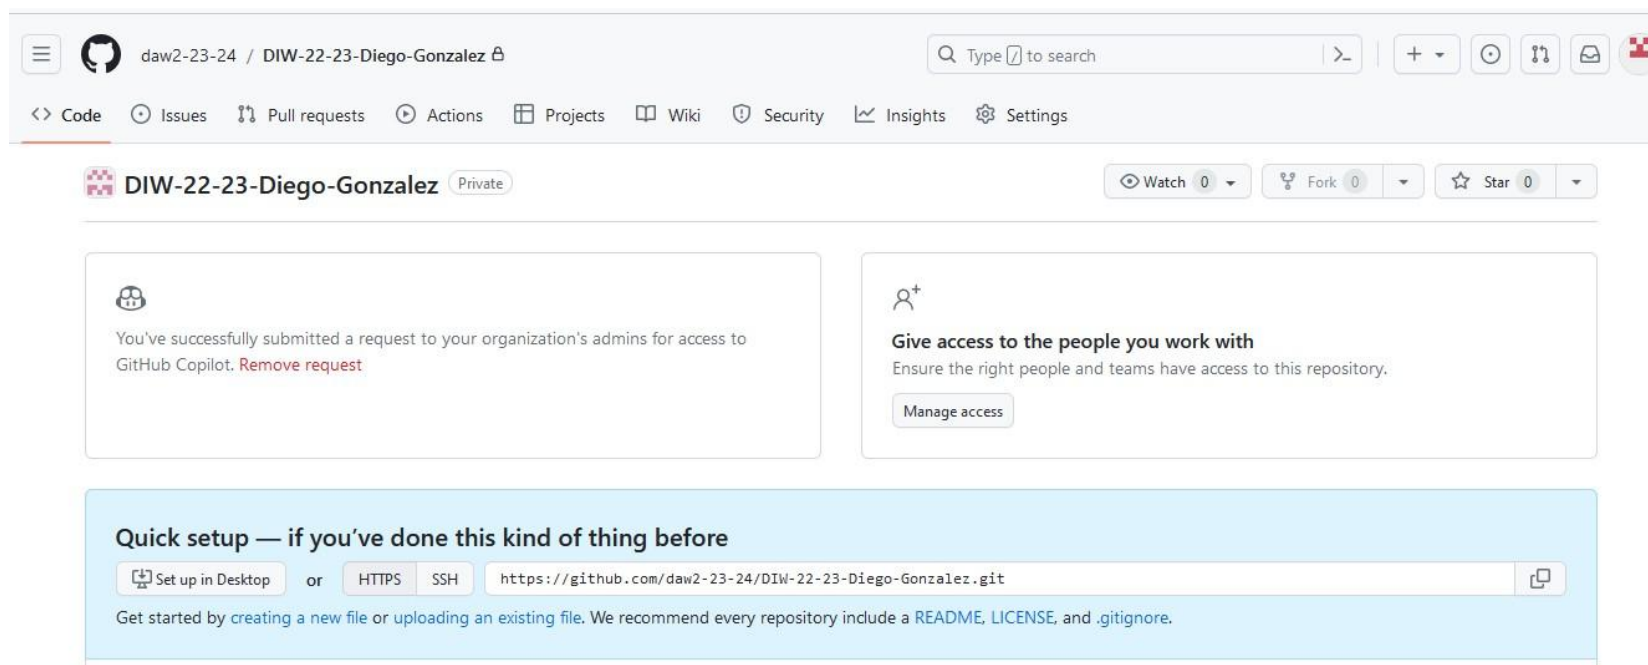 daw2-23-24 / DIW-22-23-Diego-Gonzalez
Type / to search
Code Issues Pull requests Actions Projects Wiki Security Insights Settings
DIW-22-23-Diego-Gonzalez Private
Watch 0 Fork 0 Star 0
You've successfully submitted a request to your organization's admins for access to
GitHub Copilot. Remove request
Give access to the people you work with
Ensure the right people and teams have access to this repository.
Manage access
Quick setup — if you've done this kind of thing before
Set up in Desktop or HTTPS SSH https://github.com/daw2-23-24/DIW-22-23-Diego-Gonzalez.git
Get started by creating a new file or uploading an existing file. We recommend every repository include a README, LICENSE, and .gitignore.